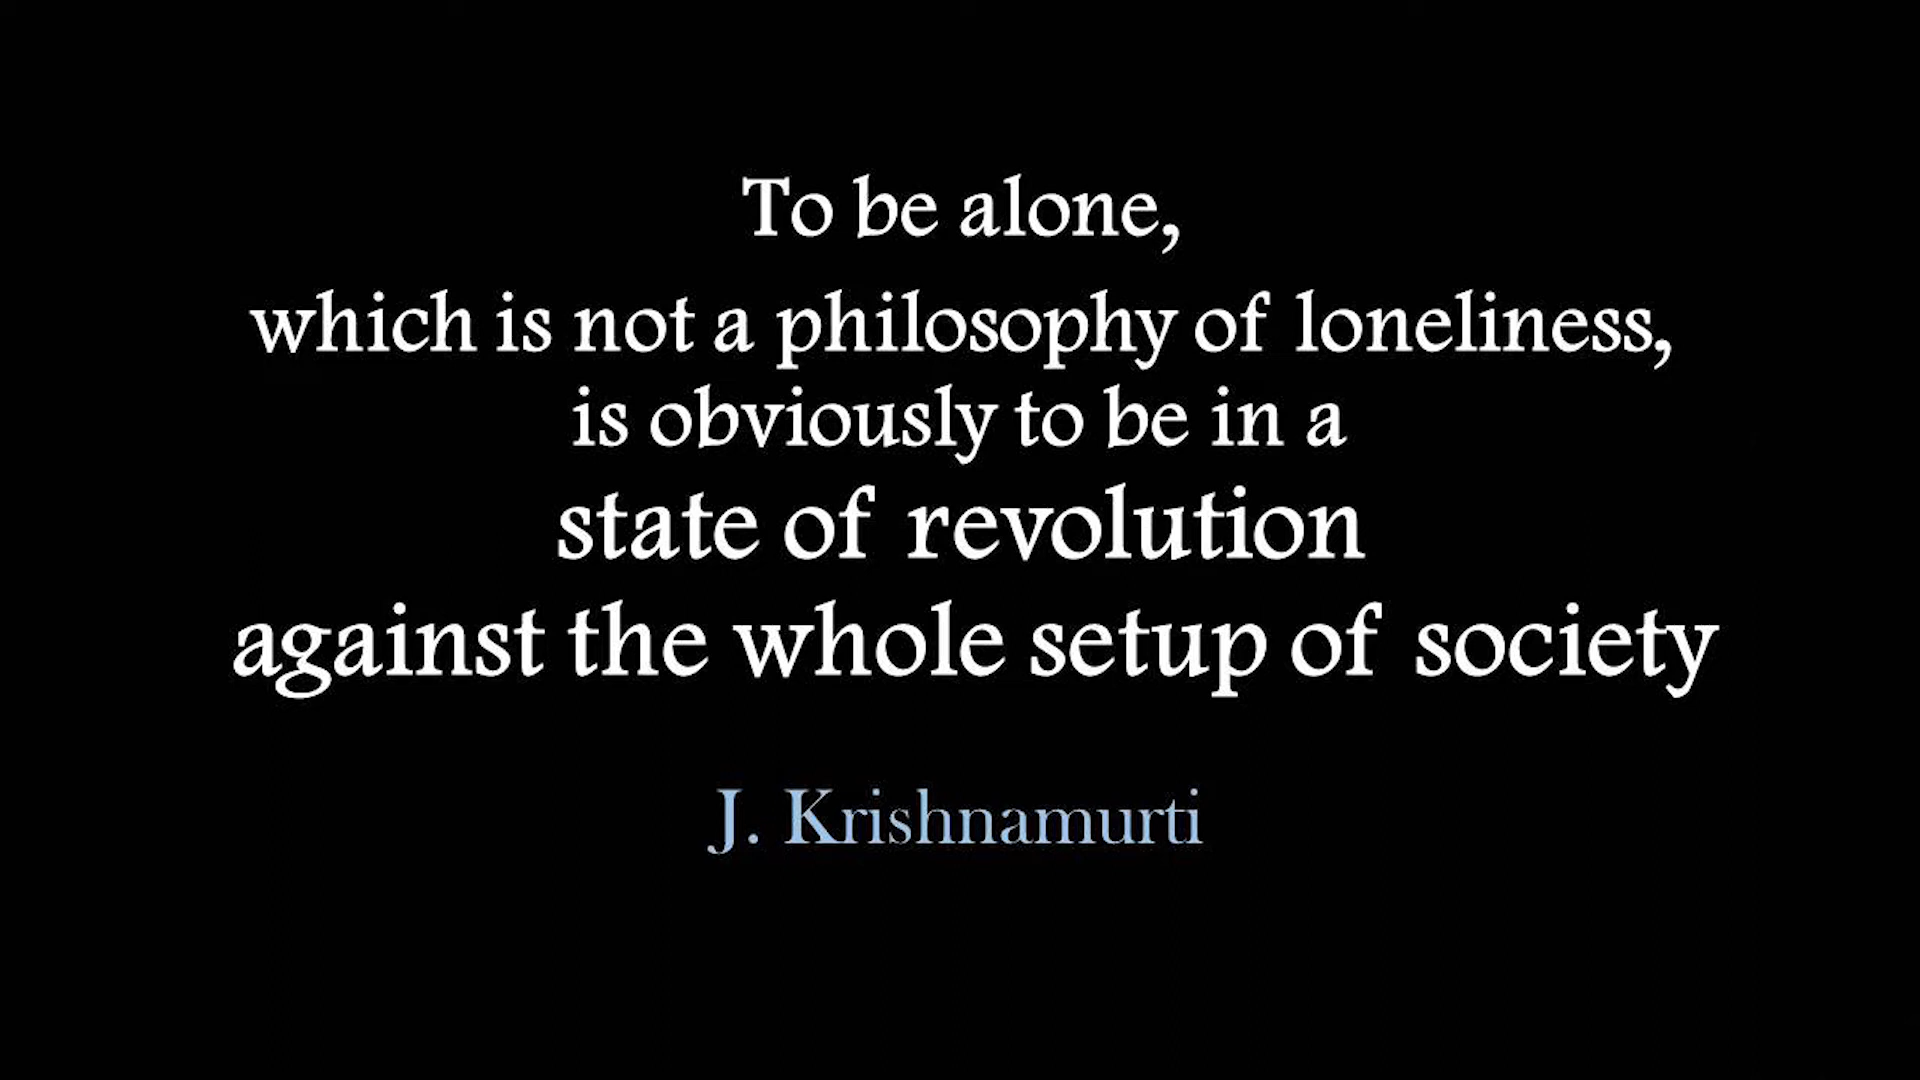 To be alone,
which is not a philosophy of loneliness,
is obviously to be in a
state of revolution
against the whole setup of society
J. Krishnamurti